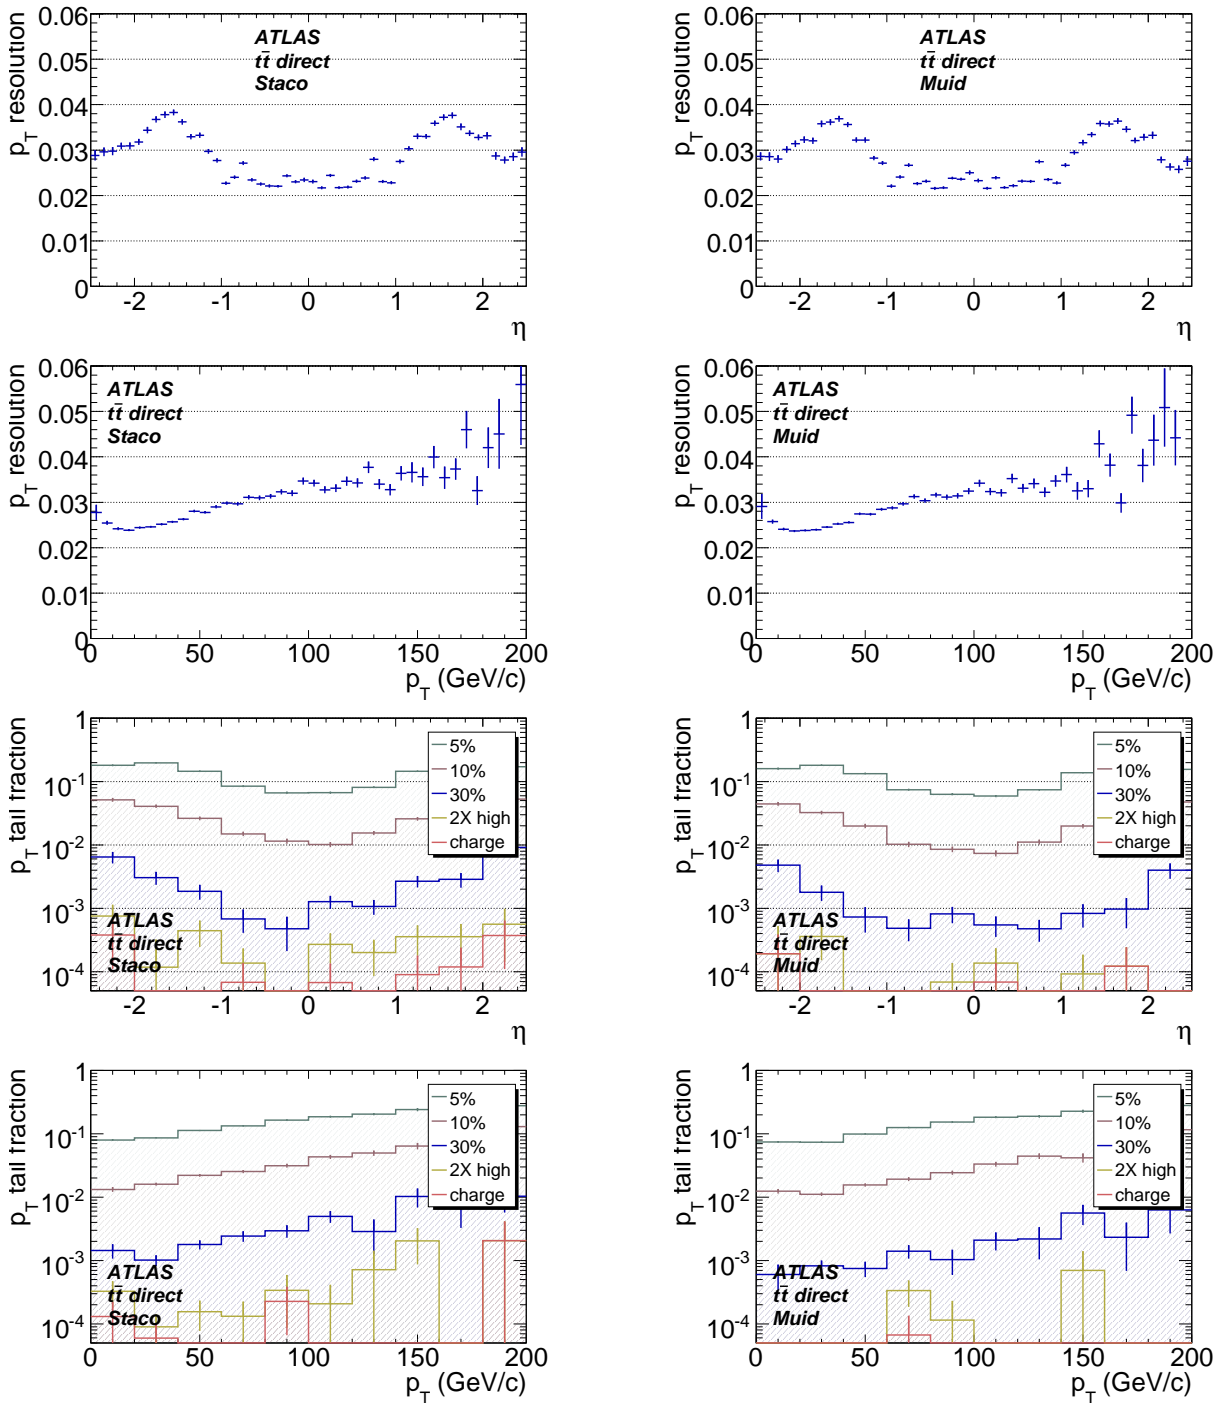 0.06
0.05
0.04
0.03
0.02
0.01
0
p_T resolution
ATLAS
tt̄ direct
Staco
-2 -1 0 1 2
η
0.06
0.05
0.04
0.03
0.02
0.01
0
p_T resolution
ATLAS
tt̄ direct
Muid
-2 -1 0 1 2
η
0.06
0.05
0.04
0.03
0.02
0.01
0
p_T resolution
ATLAS
tt̄ direct
Staco
0 50 100 150 200
p_T (GeV/c)
0.06
0.05
0.04
0.03
0.02
0.01
0
p_T resolution
ATLAS
tt̄ direct
Muid
0 50 100 150 200
p_T (GeV/c)
1
10^-1
10^-2
10^-3
10^-4
p_T tail fraction
5%
10%
30%
2X high
charge
ATLAS
tt̄ direct
Staco
-2 -1 0 1 2
η
1
10^-1
10^-2
10^-3
10^-4
p_T tail fraction
5%
10%
30%
2X high
charge
ATLAS
tt̄ direct
Muid
-2 -1 0 1 2
η
1
10^-1
10^-2
10^-3
10^-4
p_T tail fraction
5%
10%
30%
2X high
charge
ATLAS
tt̄ direct
Staco
0 50 100 150 200
p_T (GeV/c)
1
10^-1
10^-2
10^-3
10^-4
p_T tail fraction
5%
10%
30%
2X high
charge
ATLAS
tt̄ direct
Muid
0 50 100 150 200
p_T (GeV/c)